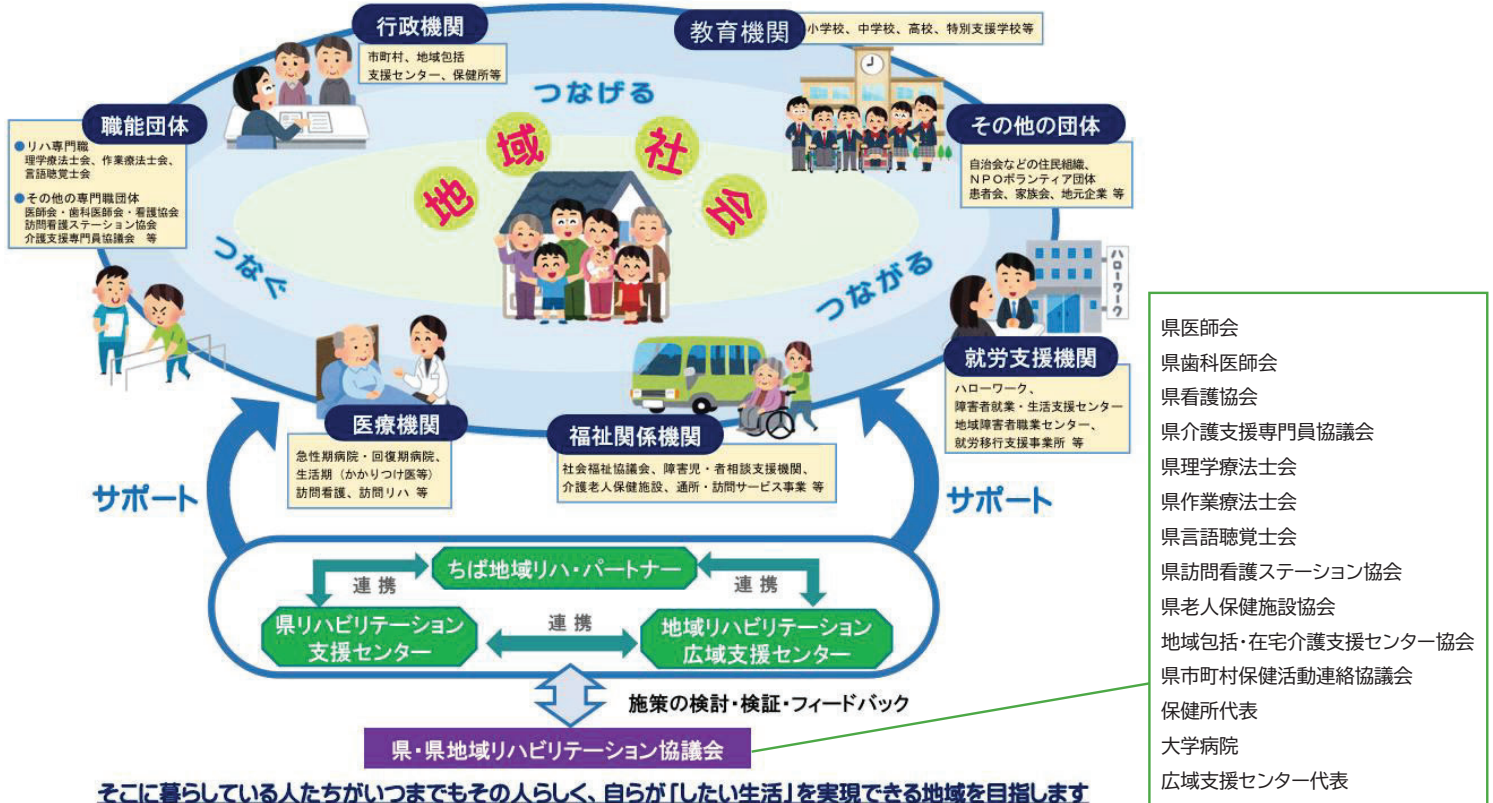 行政機関
市町村、地域包括
支援センター、保健所等
教育機関
小学校、中学校、高校、特別支援学校等
つなげる
職能団体
●リハ専門職
理学療法士会、作業療法士会、
言語聴覚士会
●その他の専門職団体
医師会・歯科医師会・看護協会
訪問看護ステーション協会
介護支援専門員協議会 等
その他の団体
自治会などの住民組織、
NPOボランティア団体
患者会、家族会、地元企業 等
地域社会
つなぐ
つながる
ハローワーク
就労支援機関
ハローワーク、
障害者就業・生活支援センター
地域障害者職業センター、
就労移行支援事業所 等
医療機関
急性期病院・回復期病院、
生活期(かかりつけ医等)
訪問看護、訪問リハ 等
福祉関係機関
社会福祉協議会、障害児・者相談支援機関、
介護老人保健施設、通所・訪問サービス事業 等
サポート
サポート
ちば地域リハ・パートナー
連携
連携
県リハビリテーション
支援センター
連携
地域リハビリテーション
広域支援センター
施策の検討・検証・フィードバック
県・県地域リハビリテーション協議会
そこに暮らしている人たちがいつまでもその人らしく、自らが「したい生活」を実現できる地域を目指します
県医師会
県歯科医師会
県看護協会
県介護支援専門員協議会
県理学療法士会
県作業療法士会
県言語聴覚士会
県訪問看護ステーション協会
県老人保健施設協会
地域包括・在宅介護支援センター協会
県市町村保健活動連絡協議会
保健所代表
大学病院
広域支援センター代表